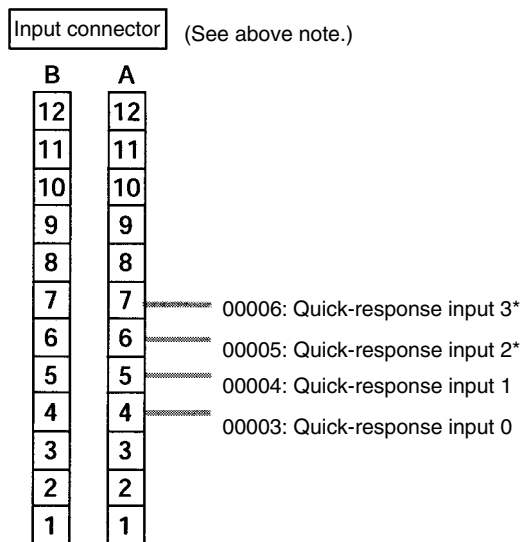 Input connector (See above note.)
B A
12 12
11 11
10 10
9 9
8 8
7 7 00006: Quick-response input 3*
6 6 00005: Quick-response input 2*
5 5 00004: Quick-response input 1
4 4 00003: Quick-response input 0
3 3
2 2
1 1